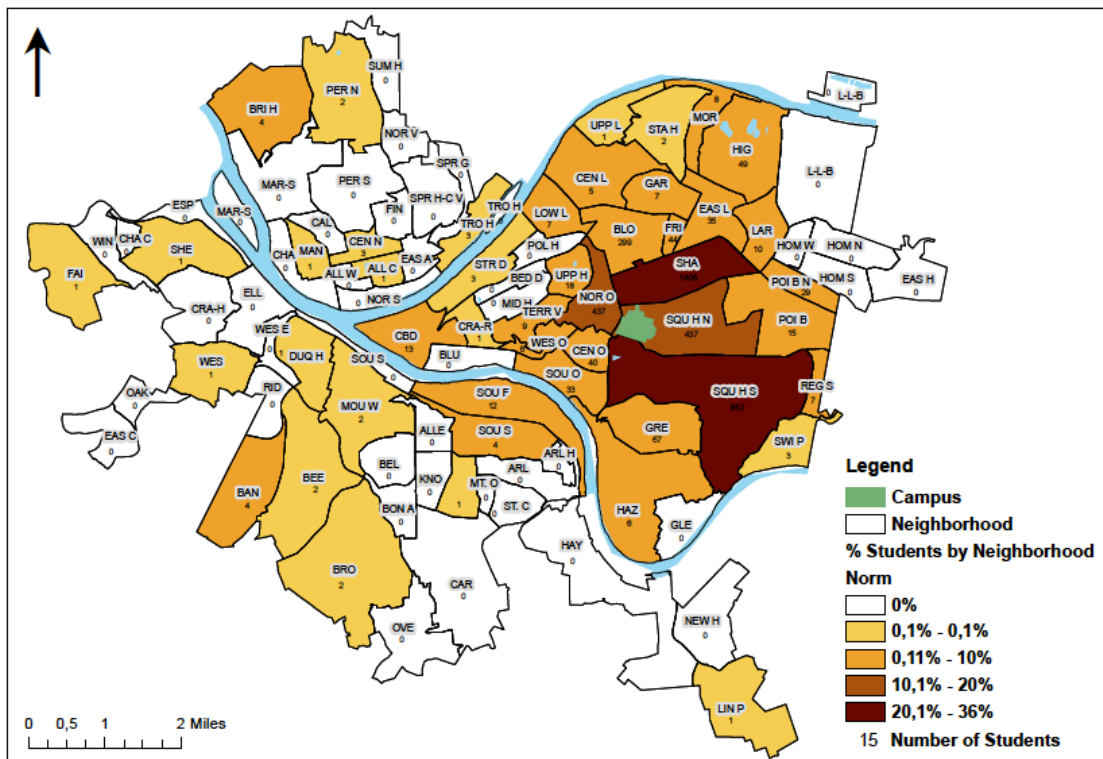 SUM H
0
PER N
2
BRI H
4
NOR V
0
SPR G
0
MAR-S
0
PER S
0
SPR H-C V
0
FIN
0
TRO H
TRO H
3
ESP
MAR-S
0
CAL
0
CEN N
3
MAN
1
CHA
0
ALL W
0
ALL C
1
EAS A
0
NOR S
0
WIN
0
CHA C
0
SHE
1
FAI
1
CRA-H
0
ELL
0
WES E
0
WES
1
DUQ H
1
OAK
0
EAS C
0
RID
0
MOU W
2
SOU S
0
BAN
4
BEE
2
BEL
0
BON A
0
BRO
2
OVE
0
CAR
0
ALLE
0
KNO
0
1
MT. O
0
ARL
0
ST. C
0
ARL H
0
SOU S
4
SOU F
12
HAY
0
NEW H
0
LIN P
1
UPP L
1
STA H
2
8
MOR
HIG
49
L-L-B
0
L-L-B
0
CEN L
5
GAR
7
EAS L
35
LOW L
7
BLO
299
FRI
44
LAR
10
HOM W
0
HOM N
0
HOM S
0
EAS H
0
POL H
0
STR D
3
BED D
0
UPP H
18
NOR O
437
SHA
POI B N
29
MID H
0
TERR V
9
SQU H N
437
POI B
15
CBD
13
CRA-R
1
WES O
CEN O
40
BLU
0
SOU O
33
SQU H S
REG S
7
GRE
67
SWI P
3
HAZ
6
GLE
0
Legend
Campus
Neighborhood
% Students by Neighborhood
Norm
0%
0,1% - 0,1%
0,11% - 10%
10,1% - 20%
20,1% - 36%
15 Number of Students
0 0,5 1 2 Miles